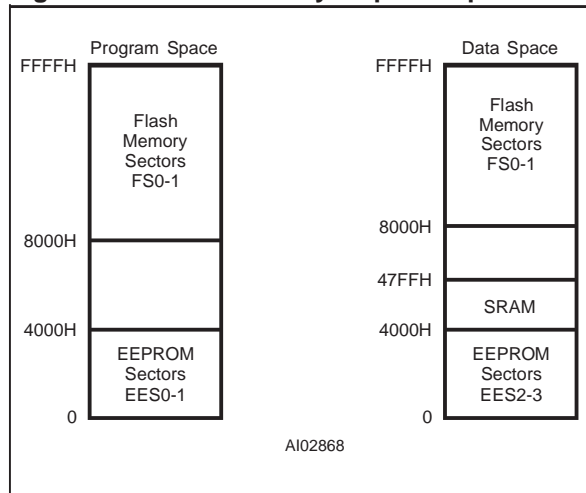 Program Space
FFFFH
Flash
Memory
Sectors
FS0-1
8000H
4000H
EEPROM
Sectors
EES0-1
0
Data Space
FFFFH
Flash
Memory
Sectors
FS0-1
8000H
47FFH
SRAM
4000H
EEPROM
Sectors
EES2-3
0
AI02868